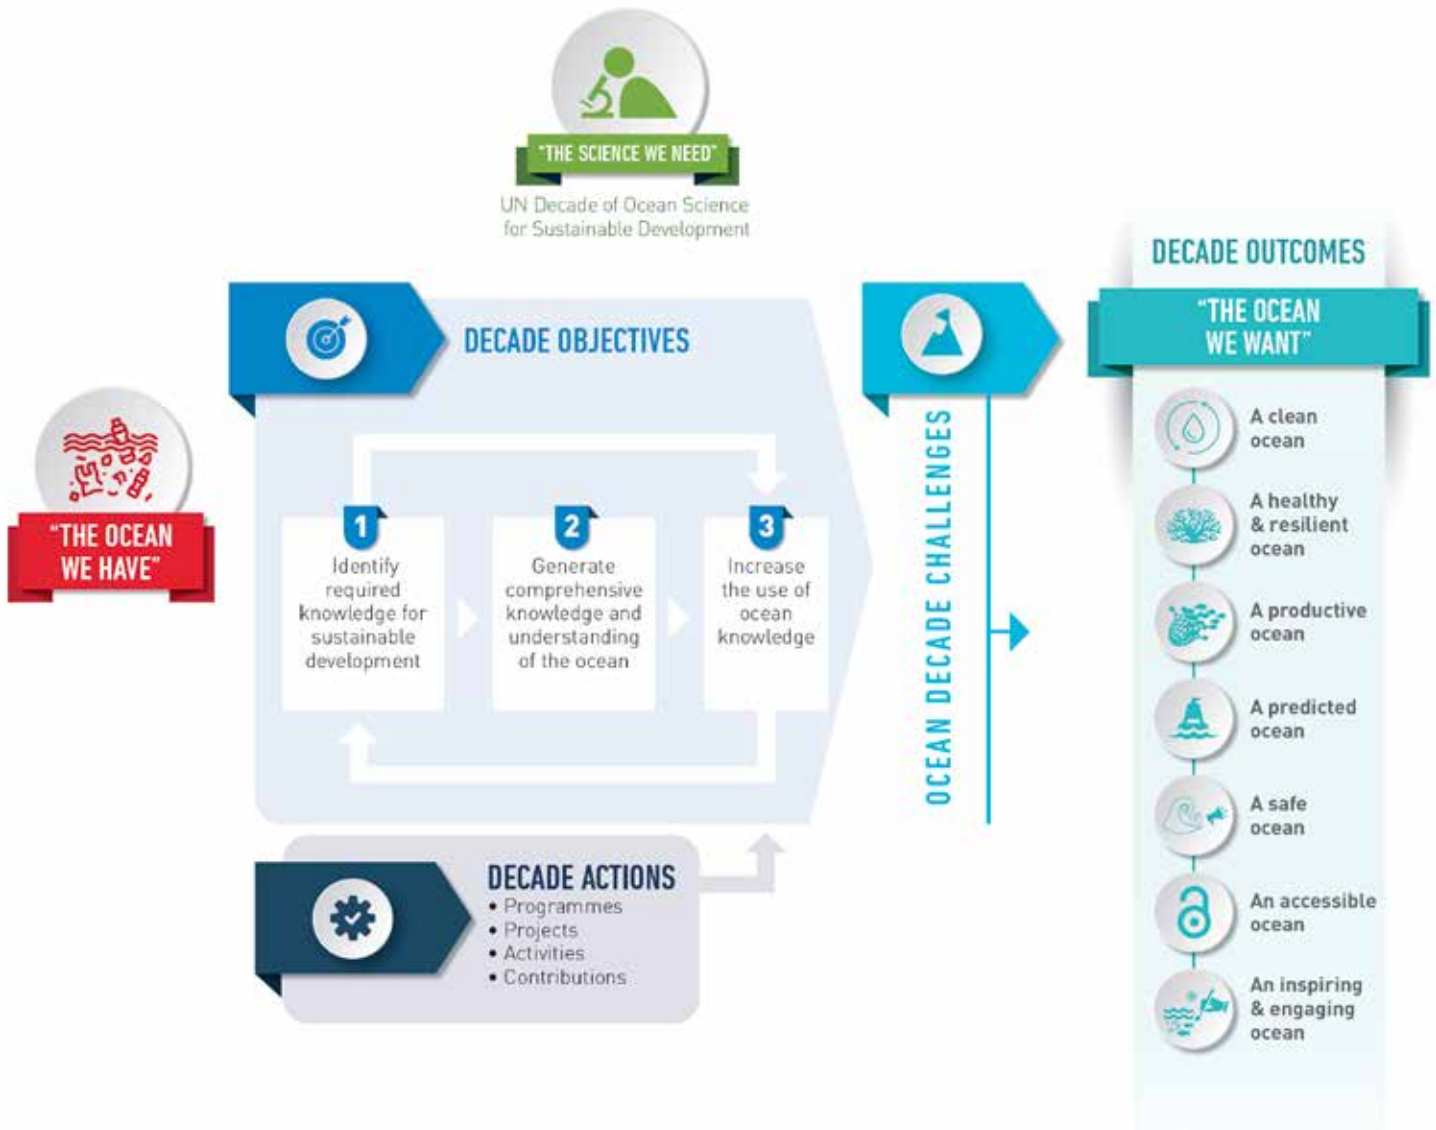 "THE SCIENCE WE NEED"
UN Decade of Ocean Science
for Sustainable Development
"THE OCEAN
WE HAVE"
DECADE OBJECTIVES
1
Identify
required
knowledge for
sustainable
development
2
Generate
comprehensive
knowledge and
understanding
of the ocean
3
Increase
the use of
ocean
knowledge
DECADE ACTIONS
• Programmes
• Projects
• Activities
• Contributions
OCEAN DECADE CHALLENGES
DECADE OUTCOMES
"THE OCEAN
WE WANT"
A clean
ocean
A healthy
& resilient
ocean
A productive
ocean
A predicted
ocean
A safe
ocean
An accessible
ocean
An inspiring
& engaging
ocean